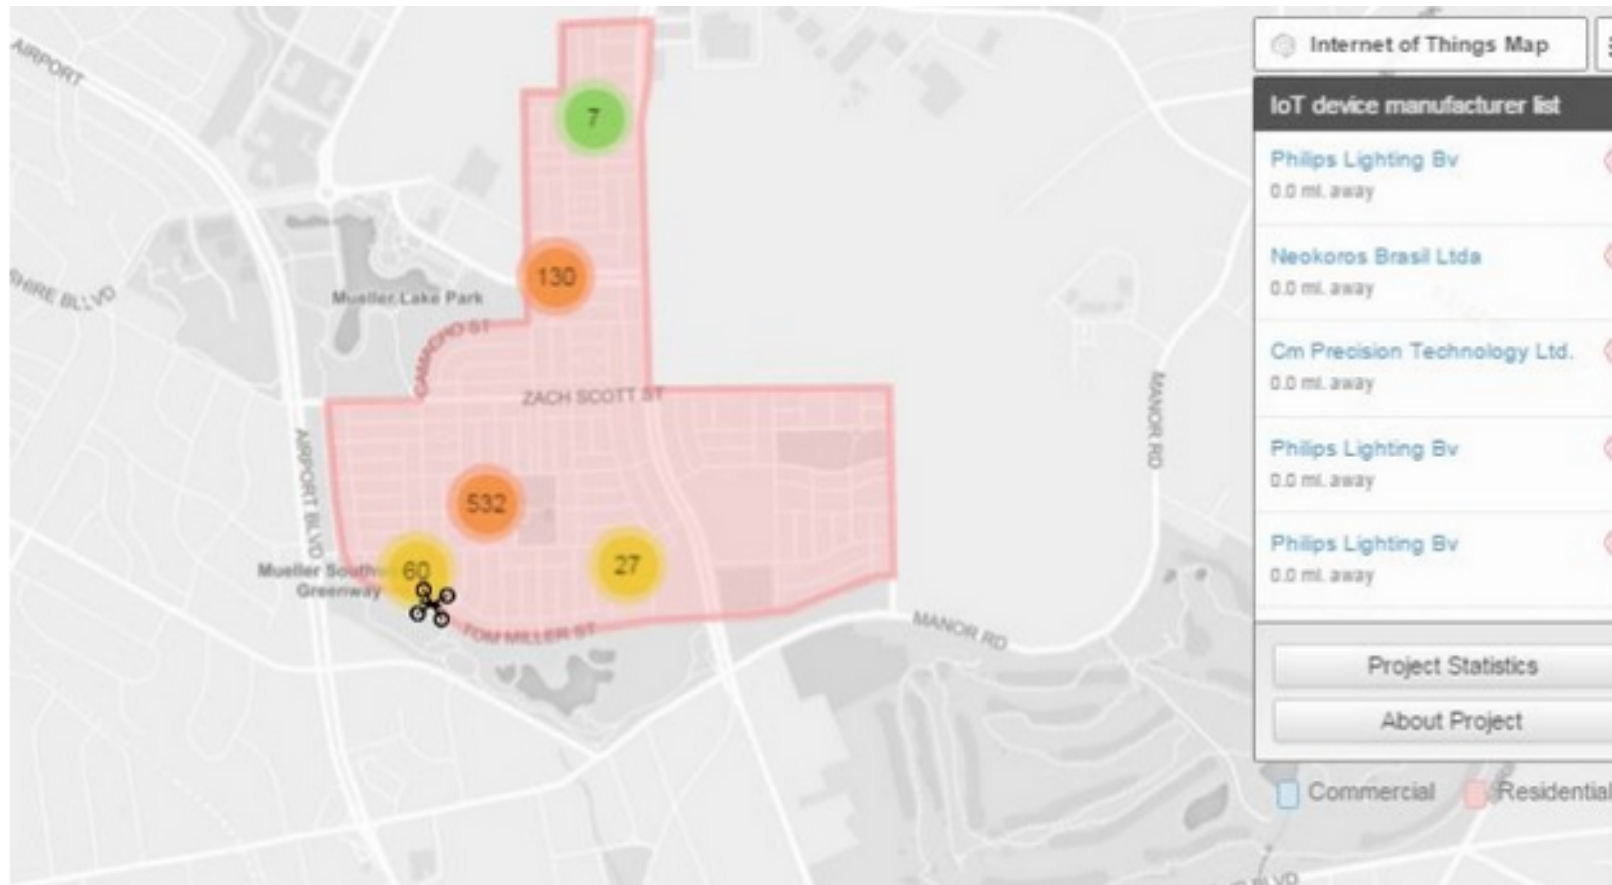 AIRPORT
7
130
Mueller Lake Park
CAMACHO ST
ZACH SCOTT ST
AIRPORT BLVD
532
60
27
Greenway
TOM MILLER ST
MANOR RD
MANOR RD
Internet of Things Map
IoT device manufacturer list
Philips Lighting Bv
0.0 mi. away
Neokoros Brasil Ltda
0.0 mi. away
Cm Precision Technology Ltd.
0.0 mi. away
Philips Lighting Bv
0.0 mi. away
Philips Lighting Bv
0.0 mi. away
Project Statistics
About Project
Commercial
Residential
SHIRE BLVD
Mueller South
BLVD